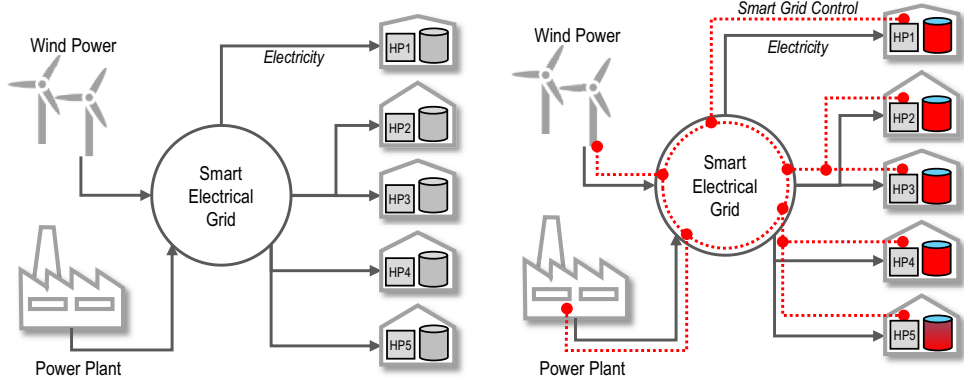 Wind Power
Electricity
HP1
HP2
Smart
Electrical
Grid
HP3
HP4
HP5
Power Plant
Smart Grid Control
Wind Power
Electricity
HP1
HP2
Smart
Electrical
Grid
HP3
HP4
HP5
Power Plant